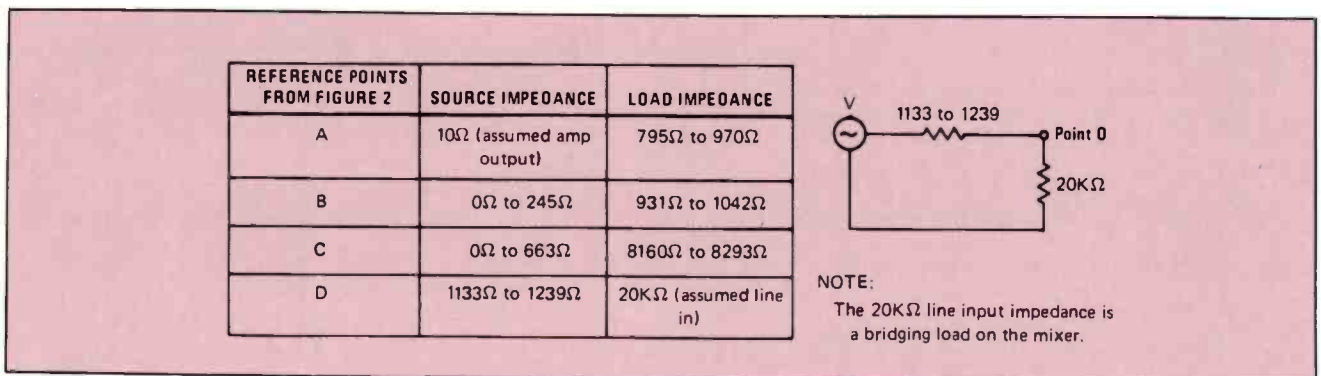 REFERENCE POINTS
FROM FIGURE 2
SOURCE IMPEDANCE
LOAD IMPEDANCE
A
10Ω (assumed amp
output)
795Ω to 970Ω
B
0Ω to 245Ω
931Ω to 1042Ω
C
0Ω to 663Ω
8160Ω to 8293Ω
D
1133Ω to 1239Ω
20KΩ (assumed line
in)
V
1133 to 1239
Point 0
20KΩ
NOTE:
The 20KΩ line input impedance is
a bridging load on the mixer.